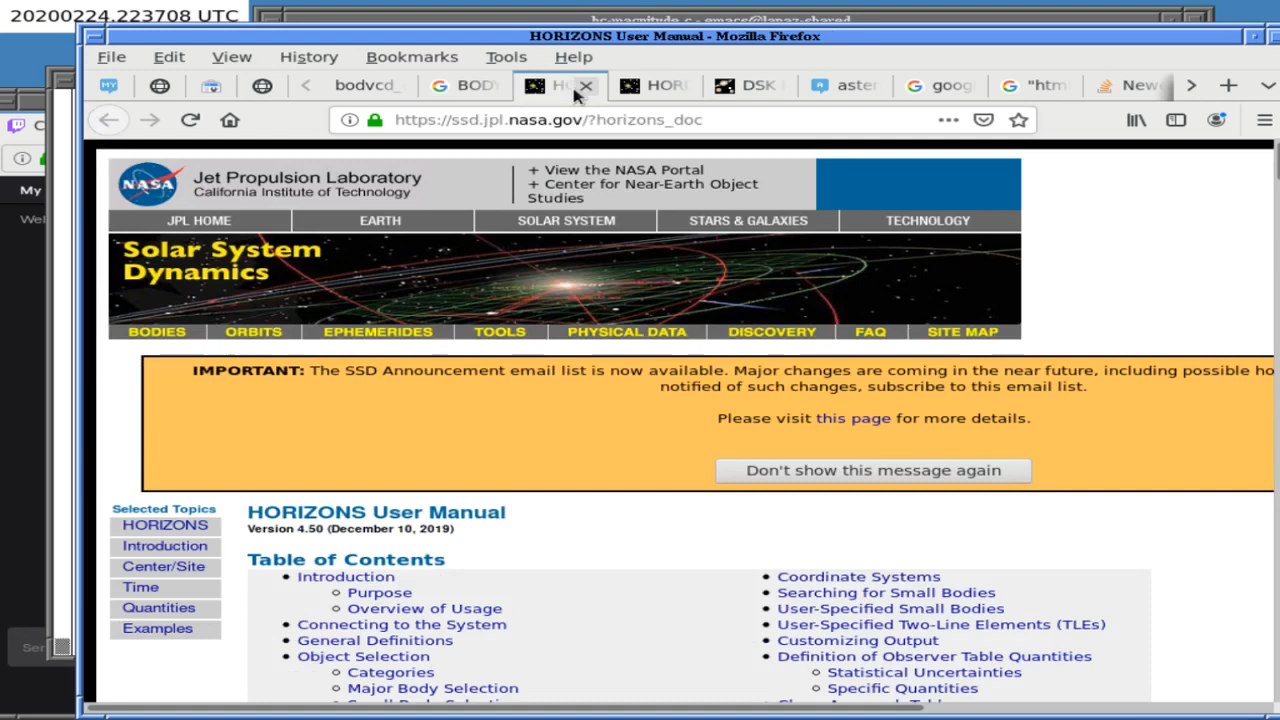 20200224.223708 UTC
bc-magnitude.c - emacs@lapaz-shared
HORIZONS User Manual - Mozilla Firefox
File Edit View History Bookmarks Tools Help
bodvcd_ BOD HO HORI DSK aster goog "htm New
https://ssd.jpl.nasa.gov/?horizons_doc
My
Wel
Ser
NASA
Jet Propulsion Laboratory
California Institute of Technology
+ View the NASA Portal
+ Center for Near-Earth Object
Studies
JPL HOME EARTH SOLAR SYSTEM STARS & GALAXIES TECHNOLOGY
Solar System
Dynamics
BODIES ORBITS EPHEMERIDES TOOLS PHYSICAL DATA DISCOVERY FAQ SITE MAP
IMPORTANT: The SSD Announcement email list is now available. Major changes are coming in the near future, including possible ho
notified of such changes, subscribe to this email list.
Please visit this page for more details.
Don't show this message again
Selected Topics
HORIZONS
Introduction
Center/Site
Time
Quantities
Examples
HORIZONS User Manual
Version 4.50 (December 10, 2019)
Table of Contents
Introduction
Purpose
Overview of Usage
Connecting to the System
General Definitions
Object Selection
Categories
Major Body Selection
Coordinate Systems
Searching for Small Bodies
User-Specified Small Bodies
User-Specified Two-Line Elements (TLEs)
Customizing Output
Definition of Observer Table Quantities
Statistical Uncertainties
Specific Quantities